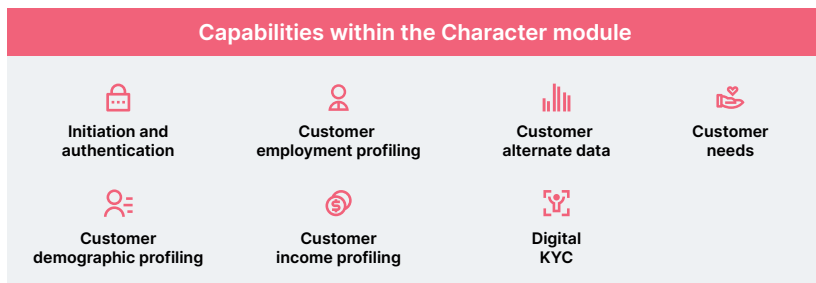 Capabilities within the Character module
Initiation and
authentication
Customer
employment profiling
Customer
alternate data
Customer
needs
Customer
demographic profiling
Customer
income profiling
Digital
KYC